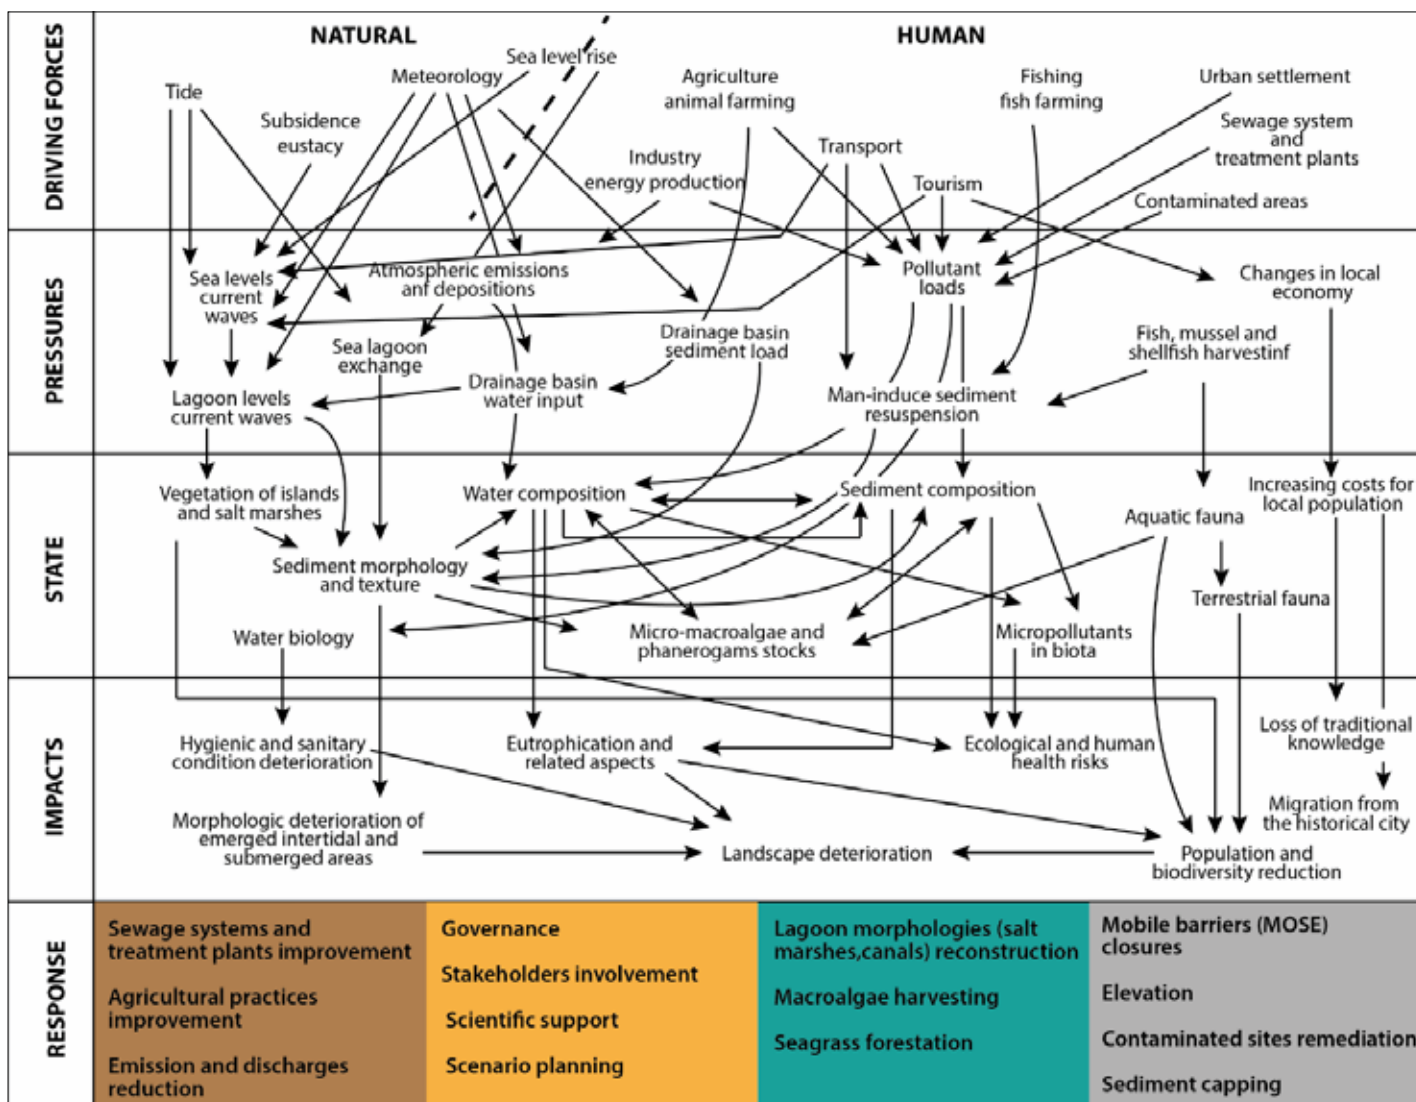 DRIVING FORCES
NATURAL
HUMAN
Sea level rise
Meteorology
Tide
Subsidence
eustacy
Agriculture
animal farming
Fishing
fish farming
Urban settlement
Sewage system
and
treatment plants
Transport
Industry
energy production
Tourism
Contaminated areas
PRESSURES
Sea levels
current
waves
Atmospheric emissions
anf depositions
Pollutant
loads
Changes in local
economy
Sea lagoon
exchange
Drainage basin
sediment load
Fish, mussel and
shellfish harvestinf
Drainage basin
water input
Lagoon levels
current waves
Man-induce sediment
resuspension
STATE
Vegetation of islands
and salt marshes
Water composition
Sediment composition
Increasing costs for
local population
Aquatic fauna
Sediment morphology
and texture
Terrestrial fauna
Water biology
Micro-macroalgae and
phanerogams stocks
Micropollutants
in biota
IMPACTS
Hygienic and sanitary
condition deterioration
Eutrophication and
related aspects
Ecological and human
health risks
Loss of traditional
knowledge
Migration from
the historical city
Morphologic deterioration of
emerged intertidal and
submerged areas
Landscape deterioration
Population and
biodiversity reduction
RESPONSE
Sewage systems and
treatment plants improvement
Agricultural practices
improvement
Emission and discharges
reduction
Governance
Stakeholders involvement
Scientific support
Scenario planning
Lagoon morphologies (salt
marshes,canals) reconstruction
Macroalgae harvesting
Seagrass forestation
Mobile barriers (MOSE)
closures
Elevation
Contaminated sites remediation
Sediment capping